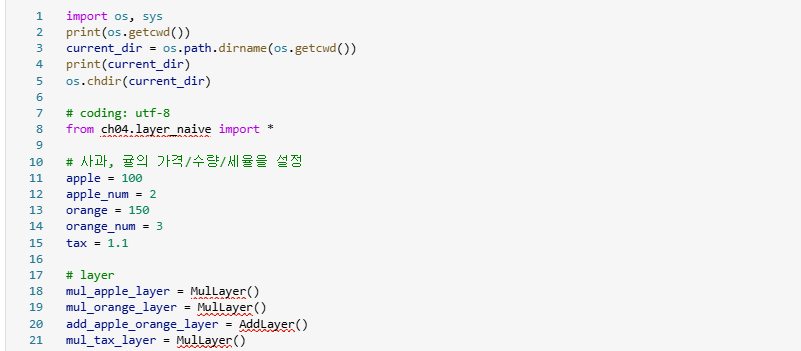 1 import os, sys
2 print(os.getcwd())
3 current_dir = os.path.dirname(os.getcwd())
4 print(current_dir)
5 os.chdir(current_dir)
6
7 # coding: utf-8
8 from ch04.layer_naive import *
9
10 # 사과, 귤의 가격/수량/세율을 설정
11 apple = 100
12 apple_num = 2
13 orange = 150
14 orange_num = 3
15 tax = 1.1
16
17 # layer
18 mul_apple_layer = MulLayer()
19 mul_orange_layer = MulLayer()
20 add_apple_orange_layer = AddLayer()
21 mul_tax_layer = MulLayer()